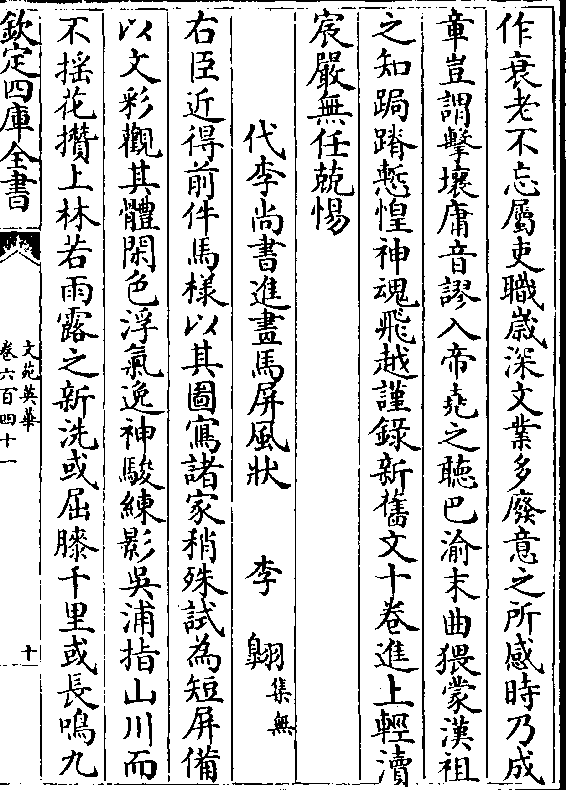 作衰老不忘屬吏職嵗深文業多廢意之所感時乃成
章豈謂擊壤庸音謬入帝堯之聽巴渝末曲猥蒙漢祖
之知跼蹐慙惶神魂飛越謹錄新舊文十卷進上輕瀆
宸嚴無任兢惕
代李尚書進畫馬屏風狀 李翺集無
右臣近得前件馬樣以其圖寫諸家稍殊試為短屏備
以文彩觀其體閑色浮氣逸神駿練影吳浦指山川而
不揺花攢上林若雨露之新洗或屈膝千里或長鳴九
欽定四庫全書
文苑英華
卷六百四十一
十